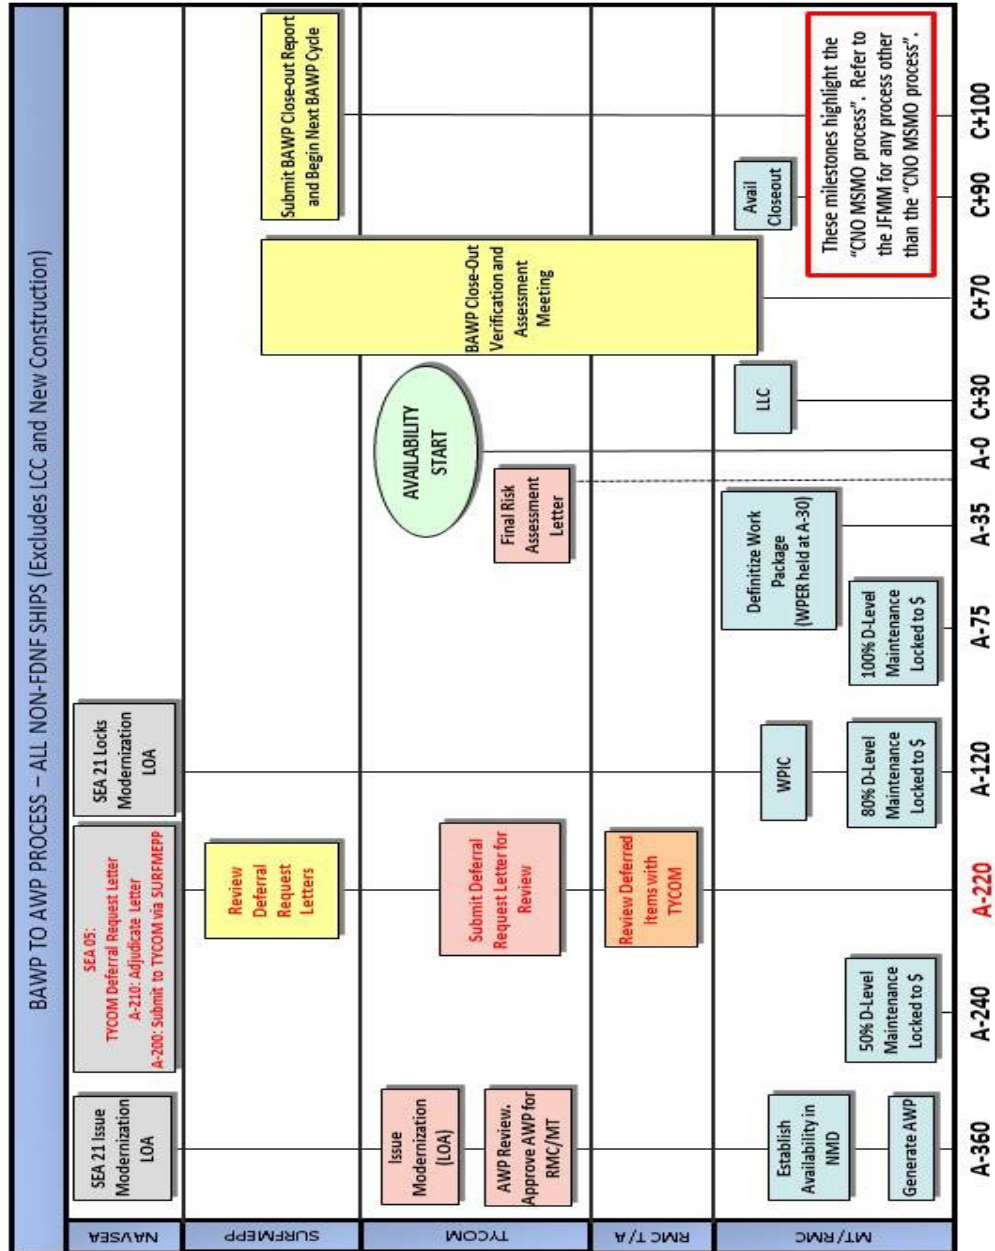 BAWP TO AWP PROCESS – ALL NON-FDNF SHIPS (Excludes LCC and New Construction)
NAVSEA
SEA 21 Issue
Modernization
LOA
SEA 05:
TYCOM Deferral Request Letter
A-210: Adjudicate Letter
A-200: Submit to TYCOM via SURFMEPP
SEA 21 Locks
Modernization
LOA
SURFMEPP
Review
Deferral
Request
Letters
Submit BAWP Close-out Report
and Begin Next BAWP Cycle
TYCOM
Issue
Modernization
(LOA)
AWP Review.
Approve AWP for
RMC/MT
Submit Deferral
Request Letter for
Review
Final Risk
Assessment
Letter
AVAILABILITY
START
BAWP Close-Out
Verification and
Assessment
Meeting
RMC T/A
Review Deferred
Items with
TYCOM
MT/RMC
Establish
Availability in
NMD
Generate AWP
50% D-Level
Maintenance
Locked to $
WPIC
80% D-Level
Maintenance
Locked to $
Definitize Work
Package
(WPER held at A-30)
100% D-Level
Maintenance
Locked to $
LLC
Avail
Closeout
These milestones highlight the
“CNO MSMO process”. Refer to
the JFMM for any process other
than the “CNO MSMO process”.
A-360
A-240
A-220
A-120
A-75
A-35
A-0
C+30
C+70
C+90
C+100